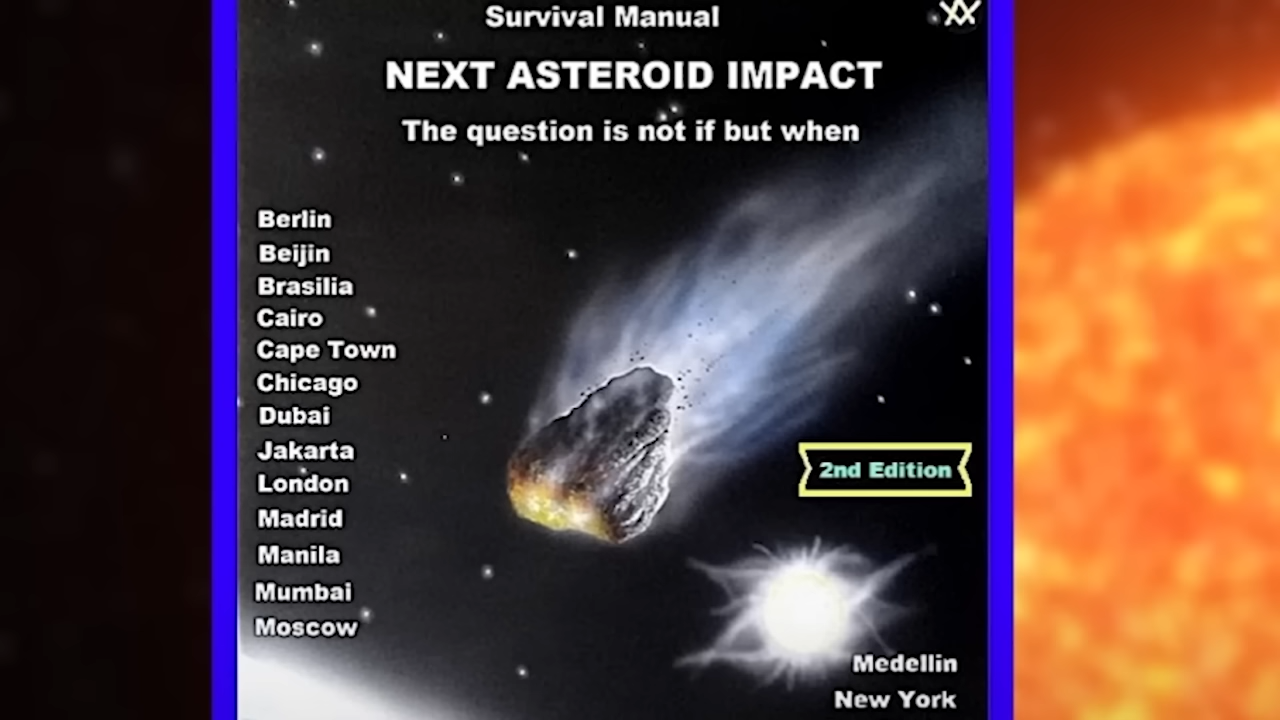 Survival Manual
NEXT ASTEROID IMPACT
The question is not if but when
Berlin
Beijin
Brasilia
Cairo
Cape Town
Chicago
Dubai
Jakarta
London
Madrid
Manila
Mumbai
Moscow
2nd Edition
Medellin
New York